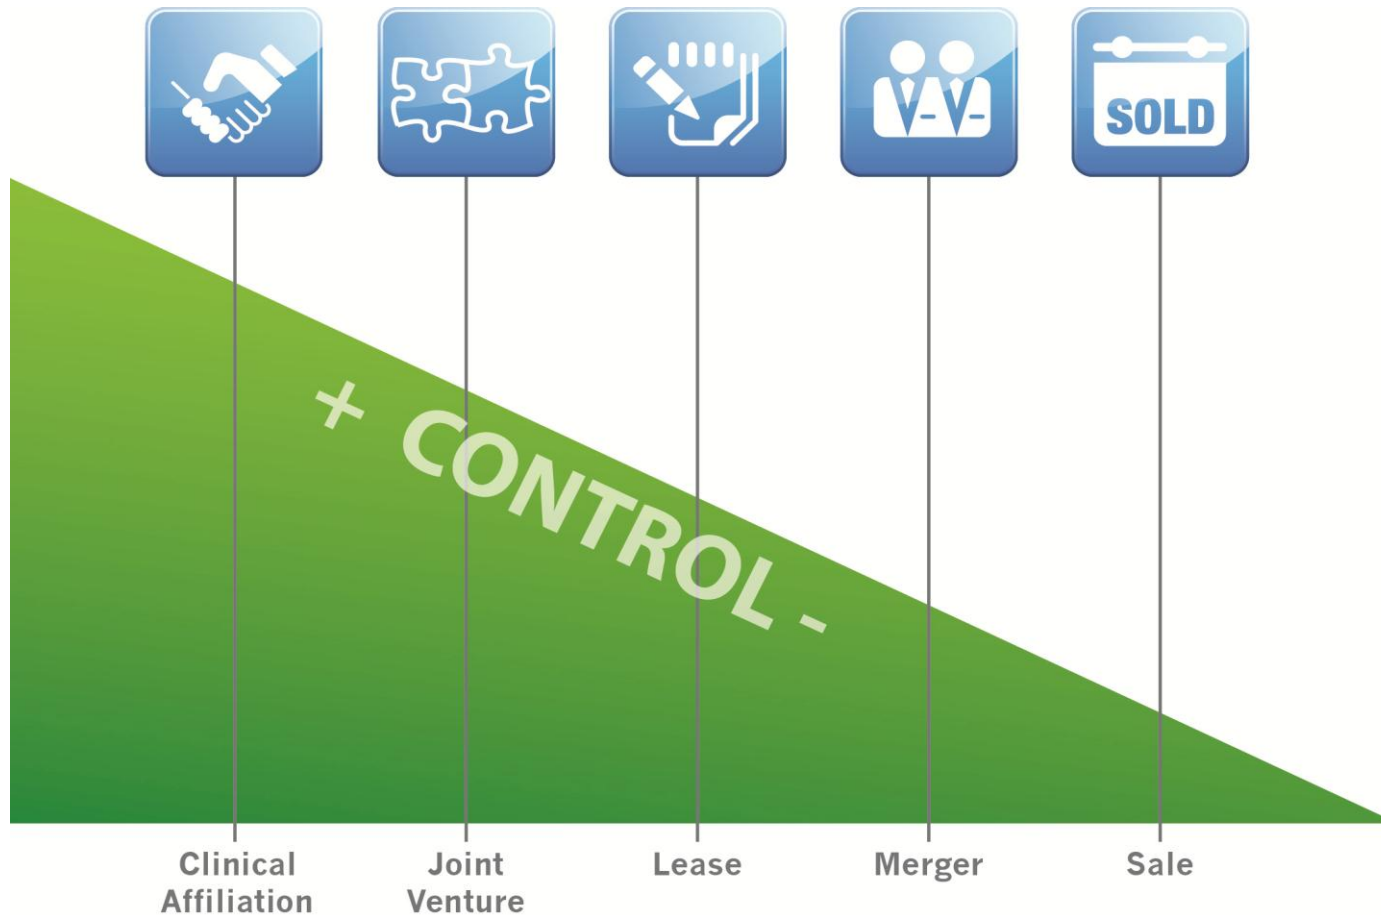 SOLD
+ CONTROL -
Clinical
Affiliation
Joint
Venture
Lease
Merger
Sale